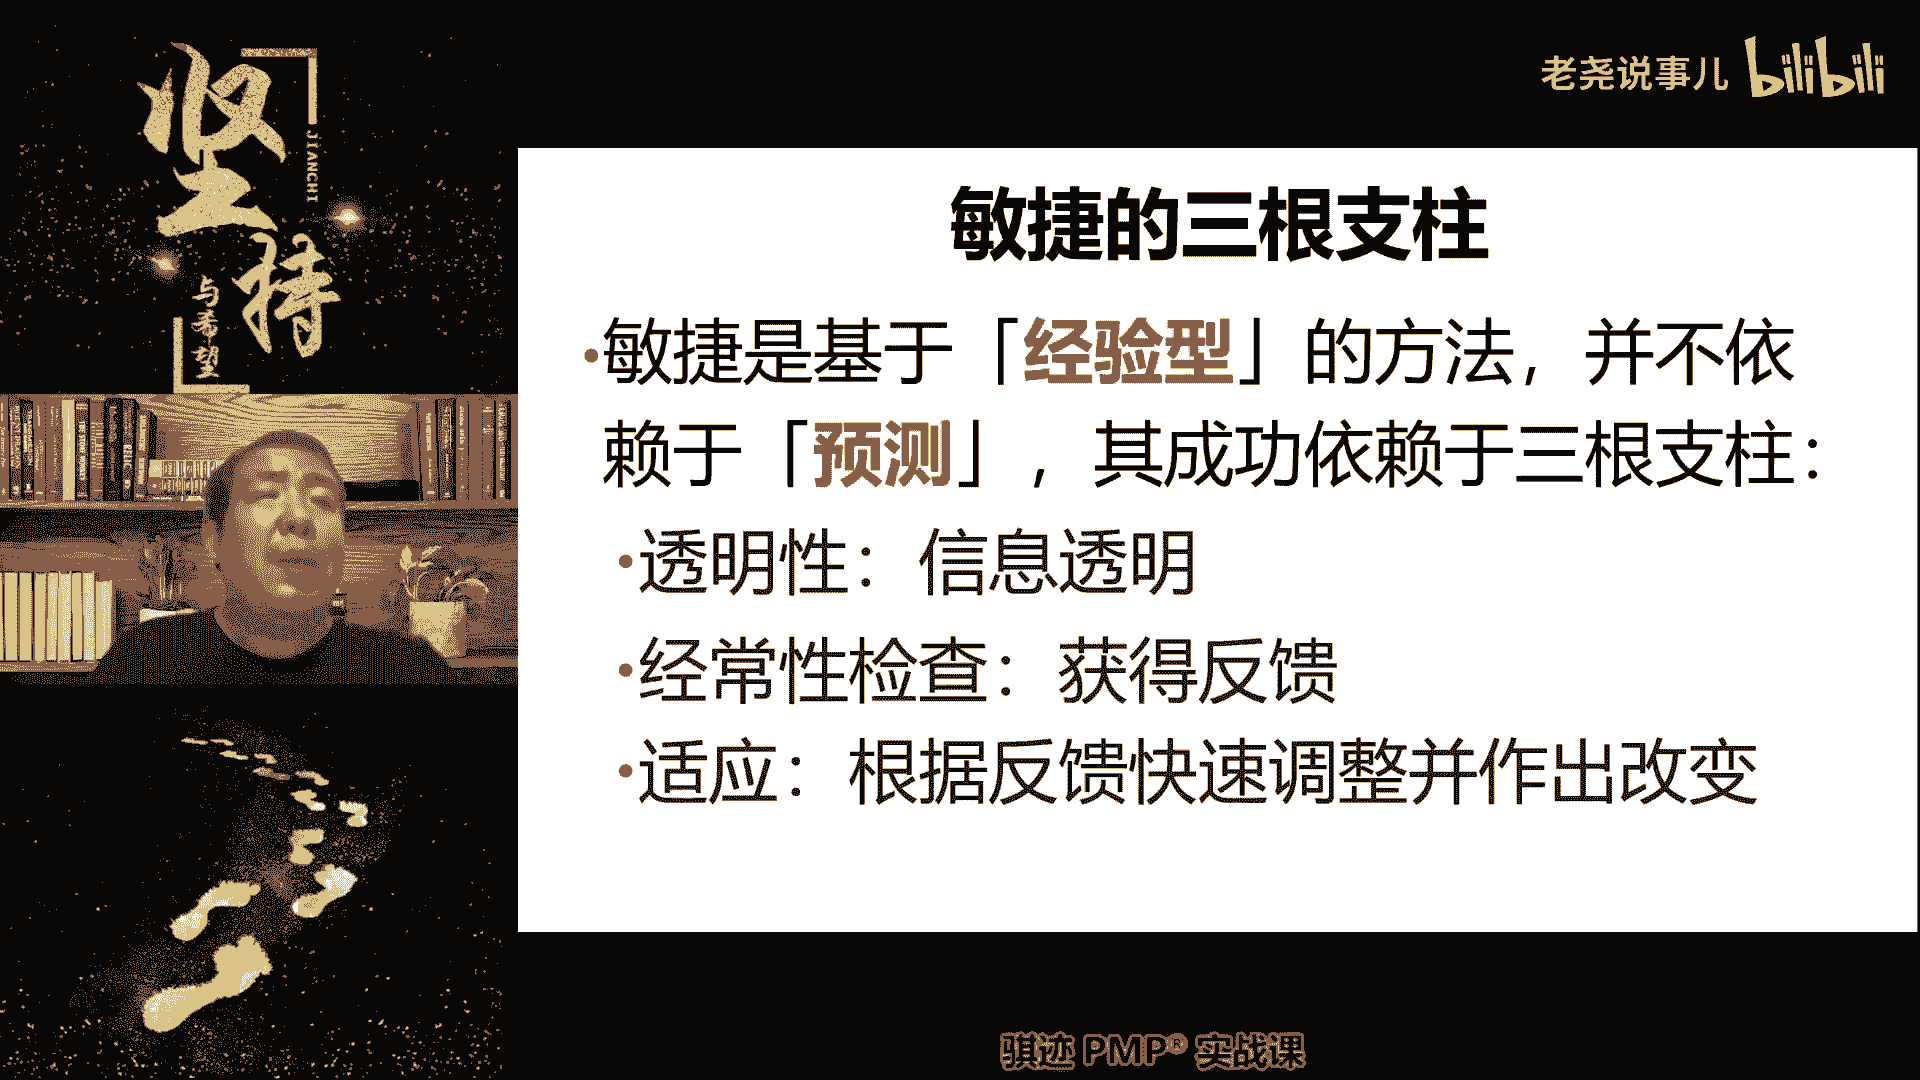 坚持
JIANCHI
与希望
老尧说事儿 bilibili
敏捷的三根支柱
•敏捷是基于「经验型」的方法，并不依
赖于「预测」，其成功依赖于三根支柱：
•透明性：信息透明
•经常性检查：获得反馈
•适应：根据反馈快速调整并作出改变
骐迹 PMP® 实战课